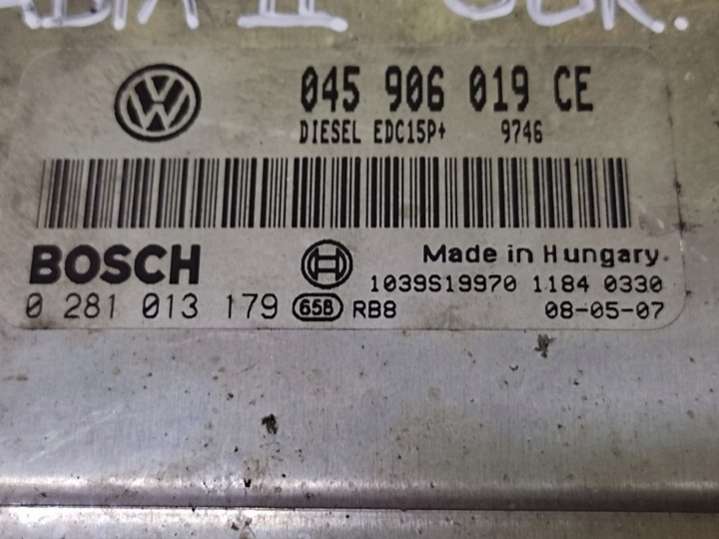 II
045 906 019 CE
DIESEL EDC15P+ 9746
BOSCH
Made in Hungary.
1039S19970 1184 0330
0 281 013 179 658 RB8 08-05-07